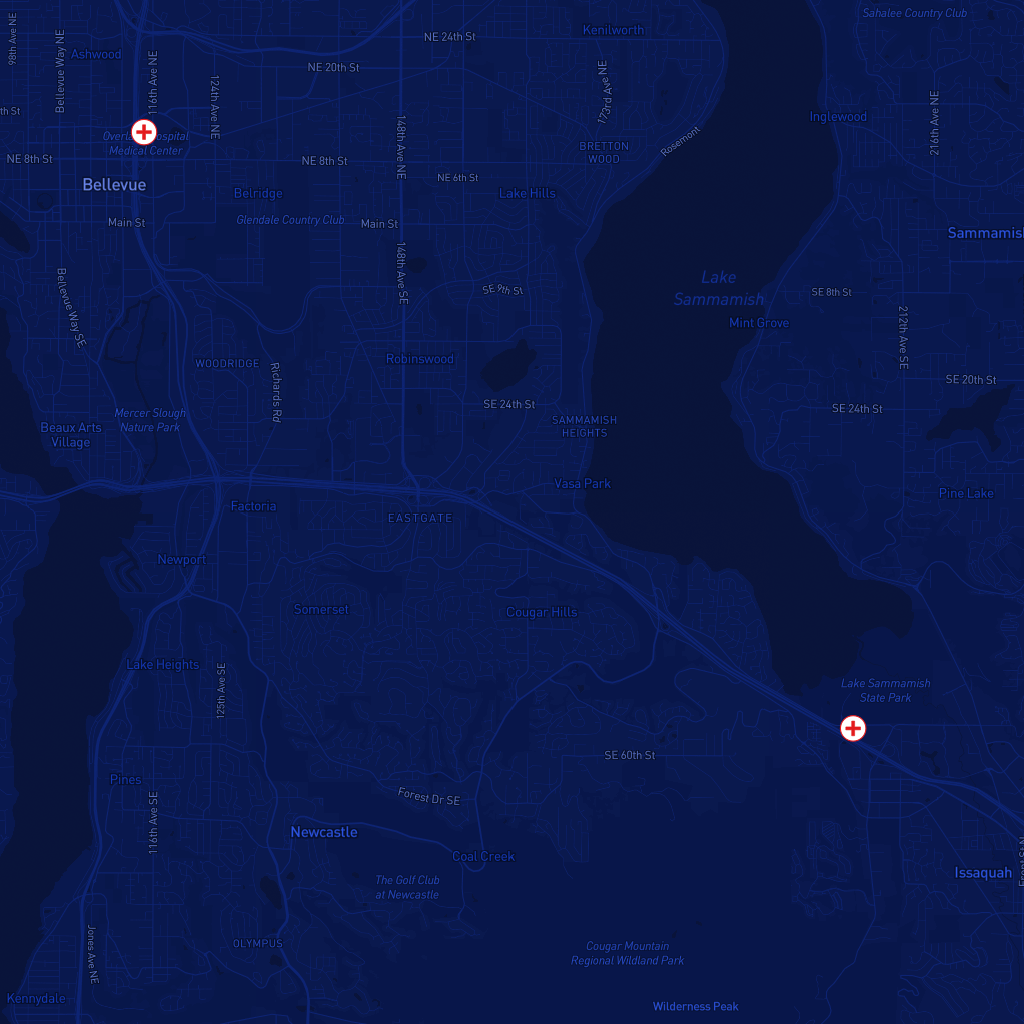 Sahalee Country Club
98th Ave NE
Bellevue Way NE
Ashwood
116th Ave NE
NE 24th St
Kenilworth
NE 20th St
124th Ave NE
173rd Ave NE
216th Ave NE
th St
148th Ave NE
Inglewood
Medical Center
BRETTON
WOOD
Rosemont
NE 8th St
NE 8th St
NE 6th St
Bellevue
Belridge
Lake Hills
Main St
Glendale Country Club
Main St
Sammamish
148th Ave SE
Bellevue Way SE
Lake
Sammamish
SE 9th St
SE 8th St
Mint Grove
212th Ave SE
WOODRIDGE
Richards Rd
Robinswood
SE 20th St
SE 24th St
SE 24th St
Mercer Slough
Nature Park
Beaux Arts
Village
SAMMAMISH
HEIGHTS
Vasa Park
Pine Lake
Factoria
EASTGATE
Newport
Somerset
Cougar Hills
Lake Heights
125th Ave SE
Lake Sammamish
State Park
SE 60th St
Pines
116th Ave SE
Forest Dr SE
Newcastle
Coal Creek
Front St N
Issaquah
The Golf Club
at Newcastle
Jones Ave NE
OLYMPUS
Cougar Mountain
Regional Wildland Park
Kennydale
Wilderness Peak